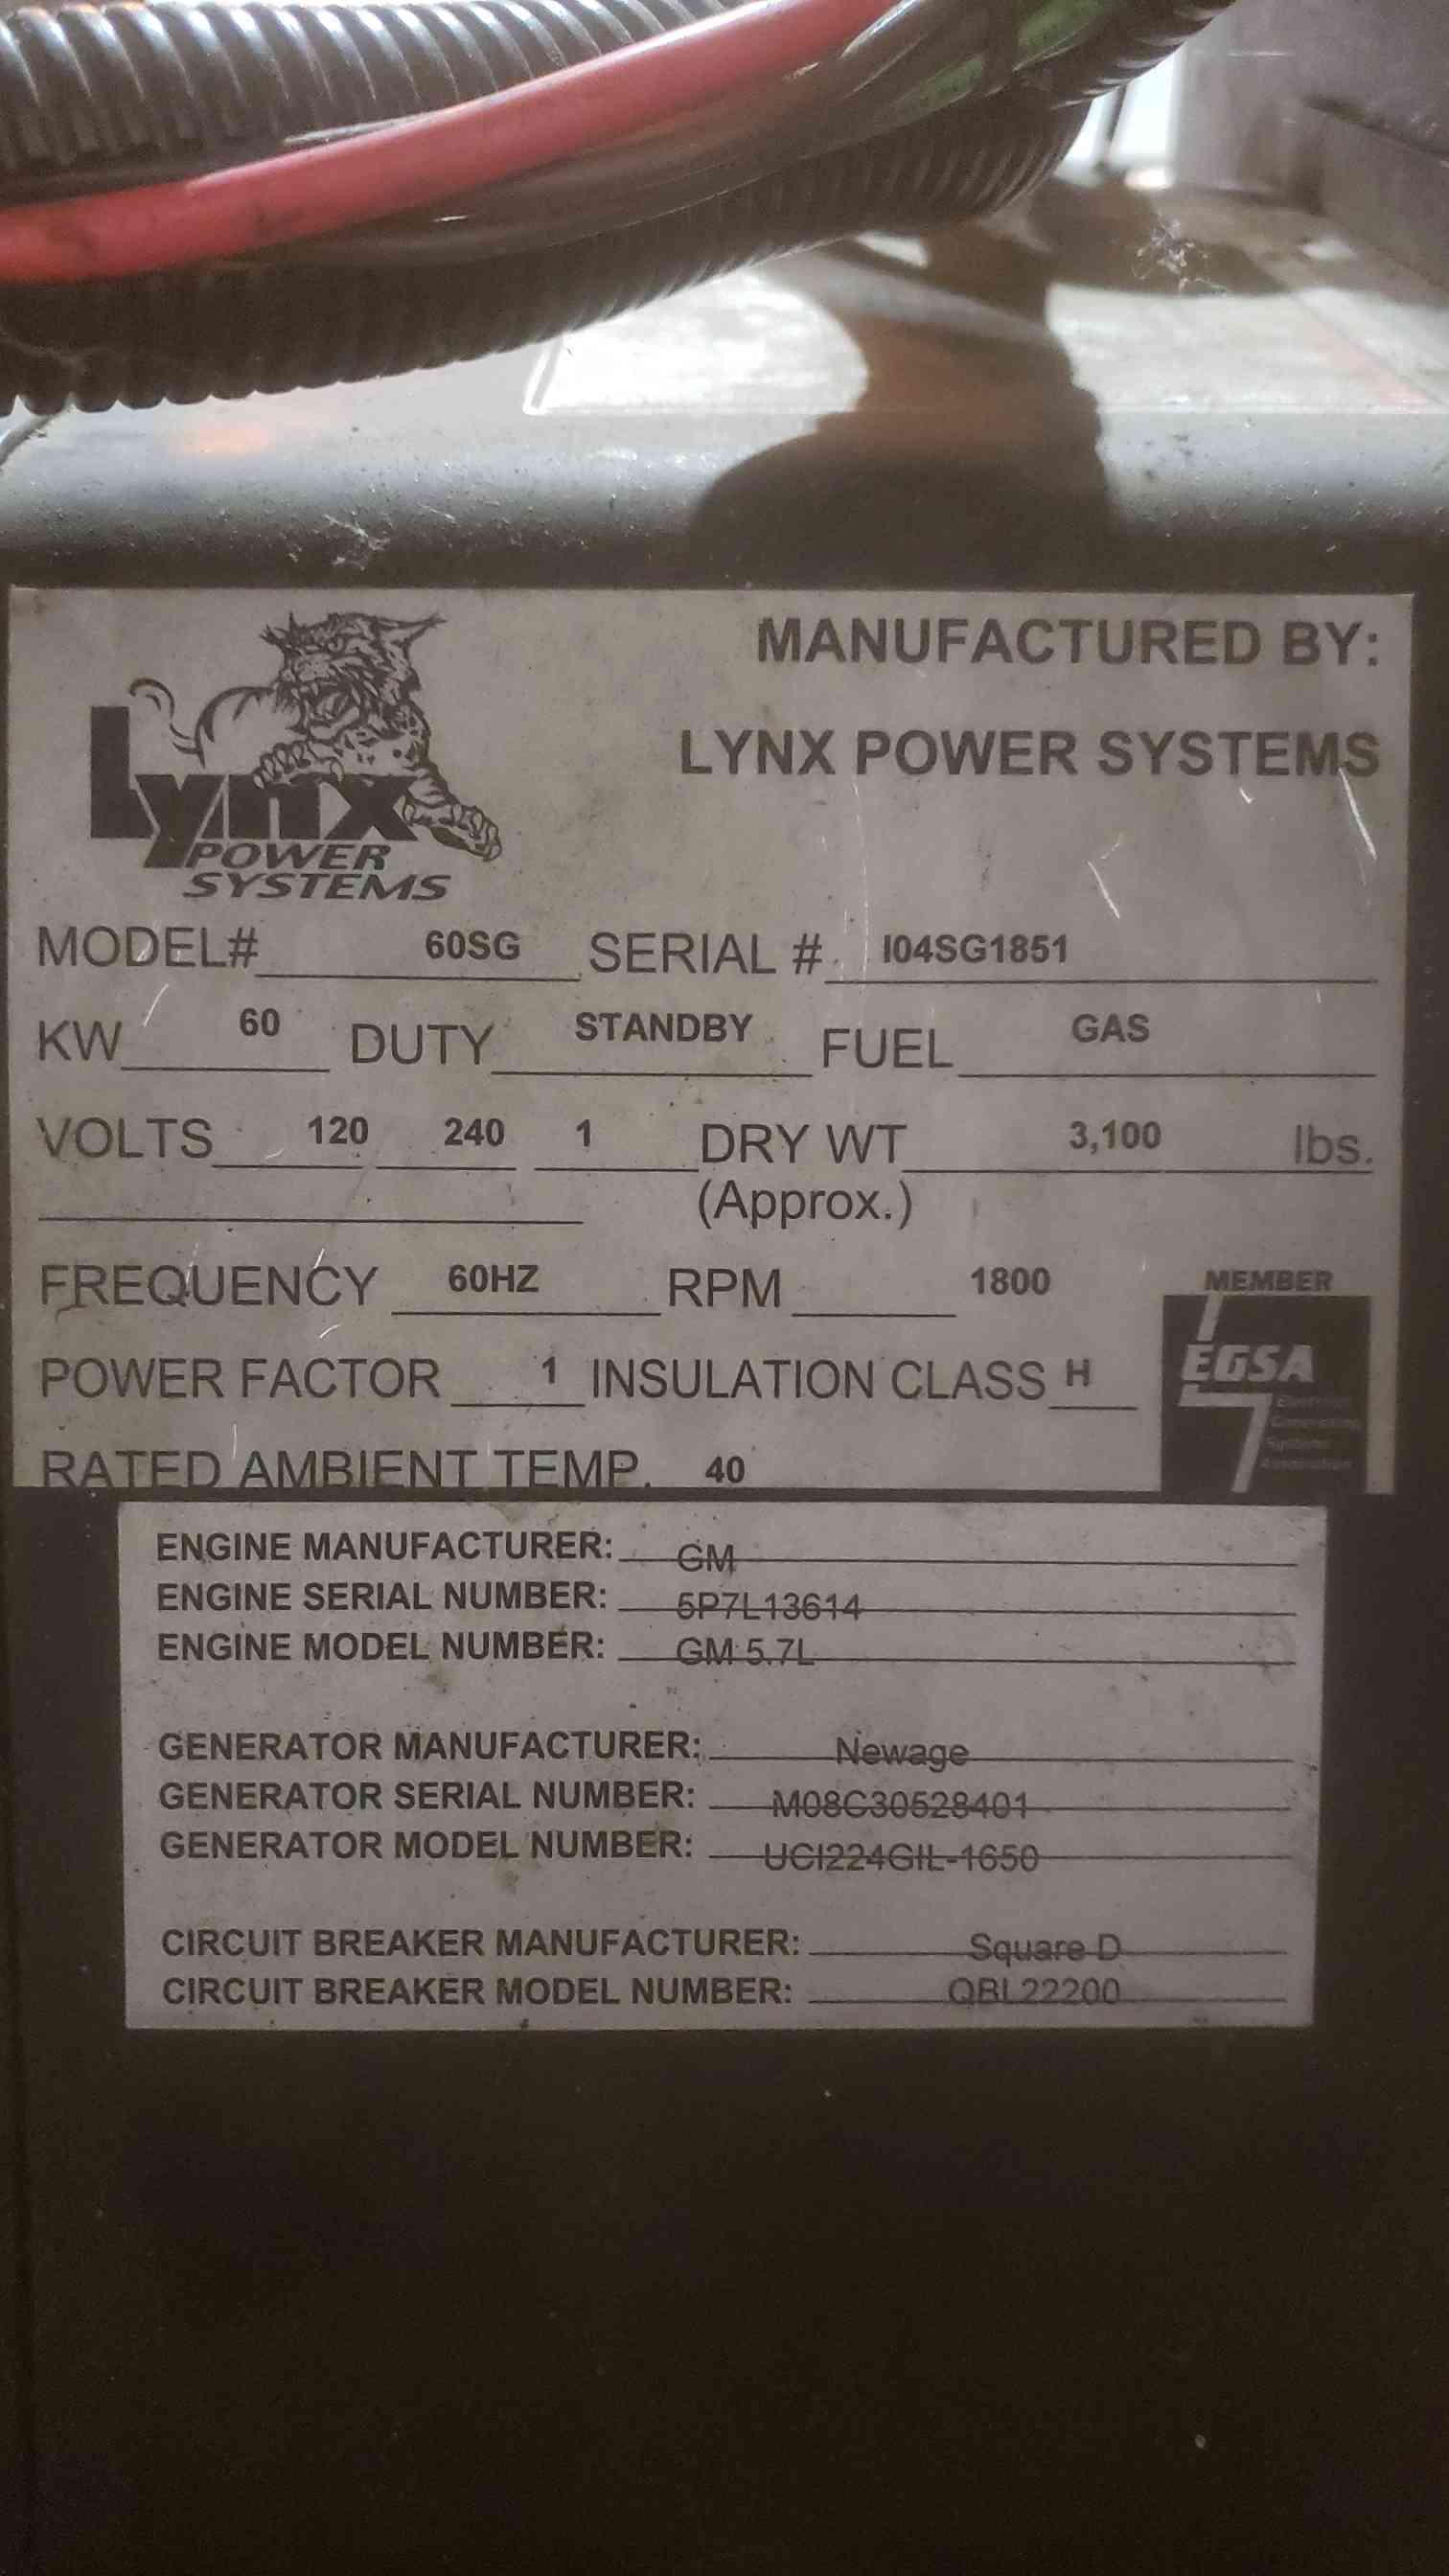 MANUFACTURED BY:
LYNX POWER SYSTEMS
Lynx
POWER
SYSTEMS
MODEL# 60SG SERIAL # I04SG1851
KW 60 DUTY STANDBY FUEL GAS
VOLTS 120 240 1 DRY WT 3,100 lbs.
(Approx.)
FREQUENCY 60HZ RPM 1800
MEMBER
EGSA
Electrical
Generating
Systems
Association
POWER FACTOR 1 INSULATION CLASS H
RATED AMBIENT TEMP. 40
ENGINE MANUFACTURER: GM
ENGINE SERIAL NUMBER: 5P7L13614
ENGINE MODEL NUMBER: GM 5.7L
GENERATOR MANUFACTURER: Newage
GENERATOR SERIAL NUMBER: M08C30528401
GENERATOR MODEL NUMBER: UCI224GIL-1650
CIRCUIT BREAKER MANUFACTURER: Square D
CIRCUIT BREAKER MODEL NUMBER: QBL22200